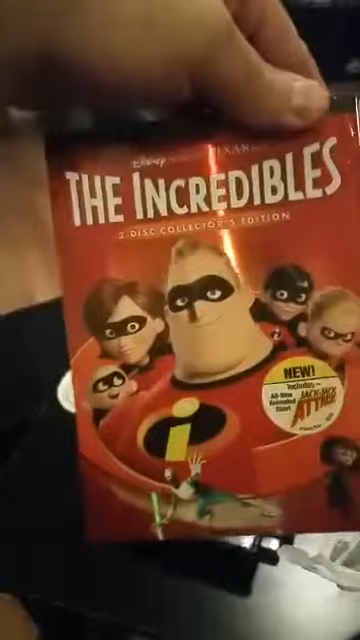 Disney PIXAR
THE INCREDIBLES
2-DISC COLLECTOR'S EDITION
NEW!
Includes
All-New
Animated
Short
JACK-JACK
ATTACK